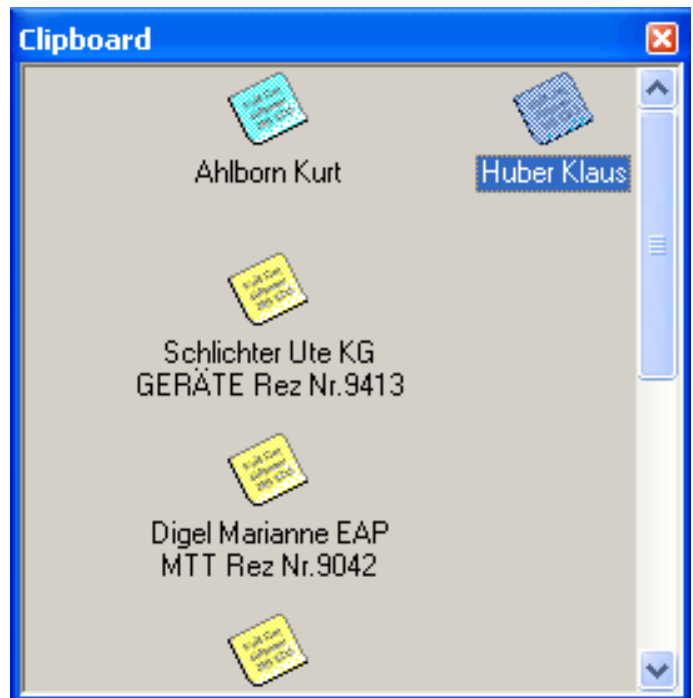 Clipboard
Ahlborn Kurt
Huber Klaus
Schlichter Ute KG
GERÄTE Rez Nr.9413
Digel Marianne EAP
MTT Rez Nr.9042